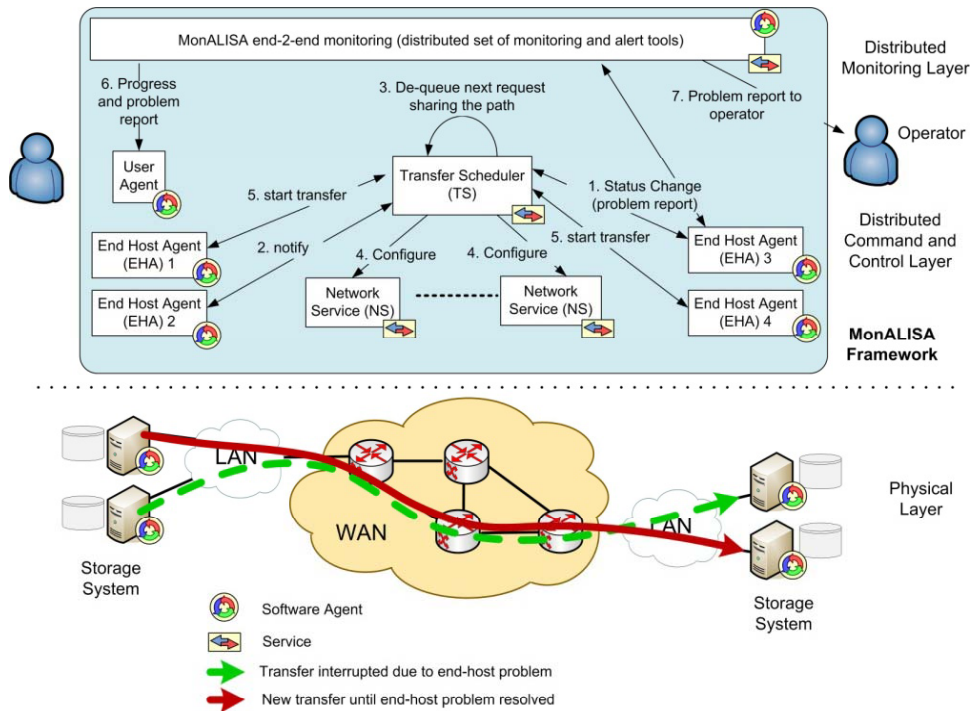 MonALISA end-2-end monitoring (distributed set of monitoring and alert tools)
Distributed
Monitoring Layer
6. Progress
and problem
report
3. De-queue next request
sharing the path
7. Problem report to
operator
Operator
User
Agent
Transfer Scheduler
(TS)
5. start transfer
1. Status Change
(problem report)
Distributed
Command and
Control Layer
End Host Agent
(EHA) 1
2. notify
4. Configure
4. Configure
5. start transfer
End Host Agent
(EHA) 3
End Host Agent
(EHA) 2
Network
Service (NS)
Network
Service (NS)
End Host Agent
(EHA) 4
MonALISA
Framework
LAN
WAN
LAN
Physical
Layer
Storage
System
Storage
System
Software Agent
Service
Transfer interrupted due to end-host problem
New transfer until end-host problem resolved